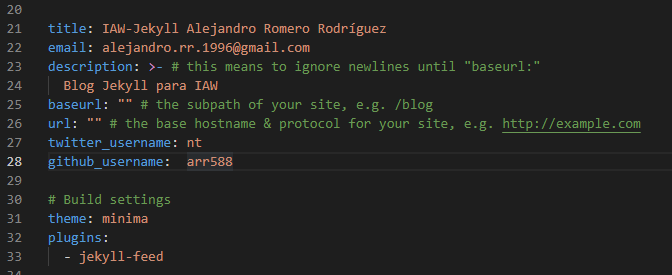 20
21 title: IAW-Jekyll Alejandro Romero Rodríguez
22 email: alejandro.rr.1996@gmail.com
23 description: >- # this means to ignore newlines until "baseurl:"
24   Blog Jekyll para IAW
25 baseurl: "" # the subpath of your site, e.g. /blog
26 url: "" # the base hostname & protocol for your site, e.g. http://example.com
27 twitter_username: nt
28 github_username:  arr588
29
30 # Build settings
31 theme: minima
32 plugins:
33   - jekyll-feed
34